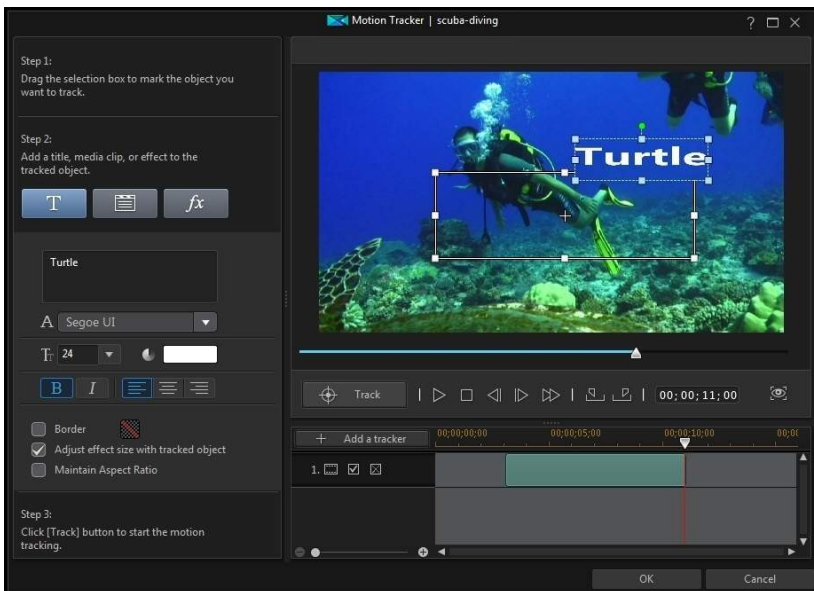 Motion Tracker | scuba-diving
Step 1:
Drag the selection box to mark the object you
want to track.
Step 2:
Add a title, media clip, or effect to the
tracked object.
T
fx
Turtle
A Segoe UI
TT 24
B I
Border
Adjust effect size with tracked object
Maintain Aspect Ratio
Step 3:
Click [Track] button to start the motion
tracking.
Turtle
Track
00; 00; 11; 00
+ Add a tracker
00;00;00;00
00;00;05;00
00:00:10;00
00;0(
1.
OK
Cancel